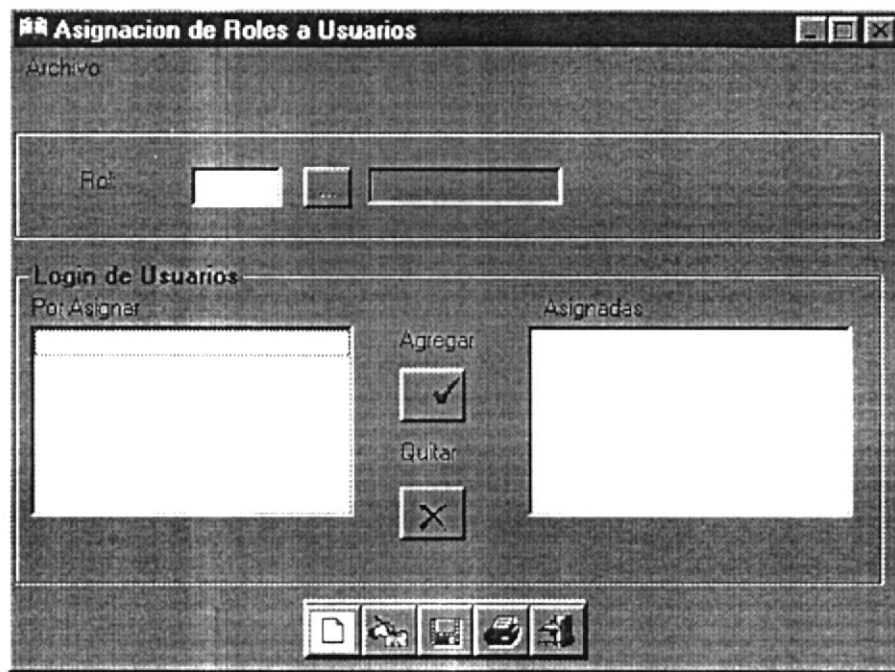 Asignacion de Roles a Usuarios
Archivo
Rol:
...
Login de Usuarios
Por Asignar
Asignadas
Agregar
Quitar